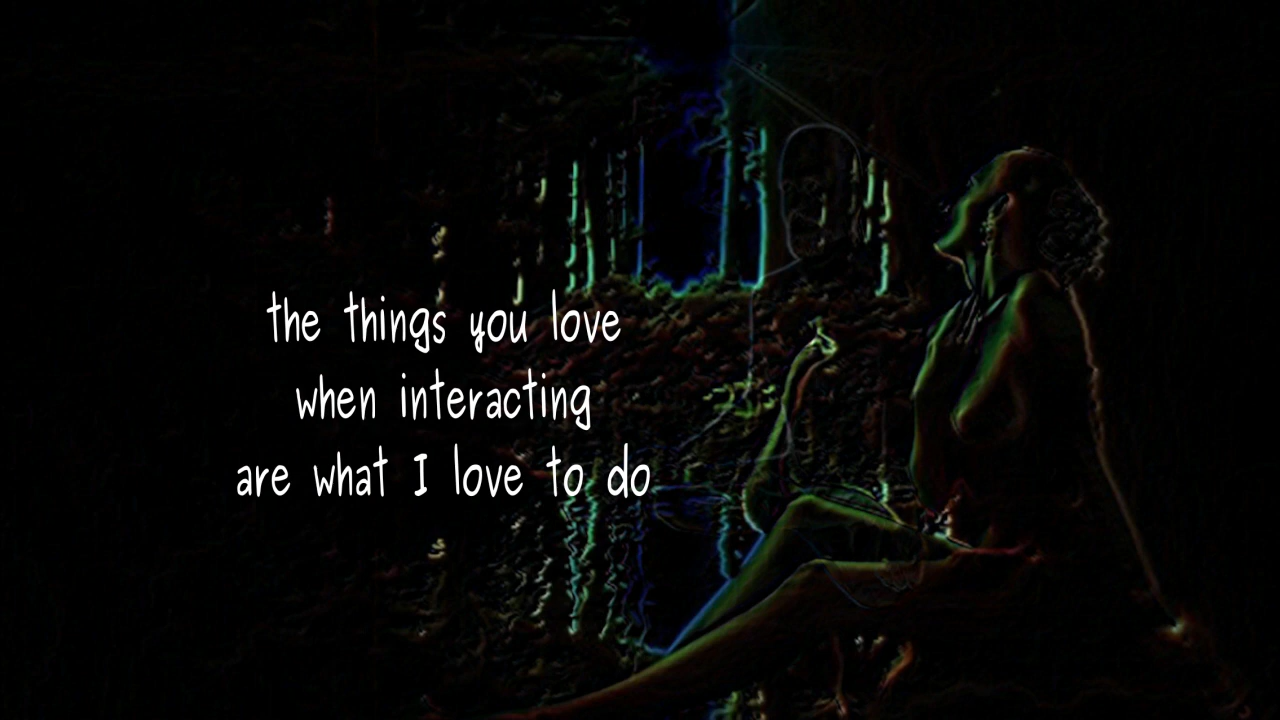 the things you love
when interacting
are what I love to do